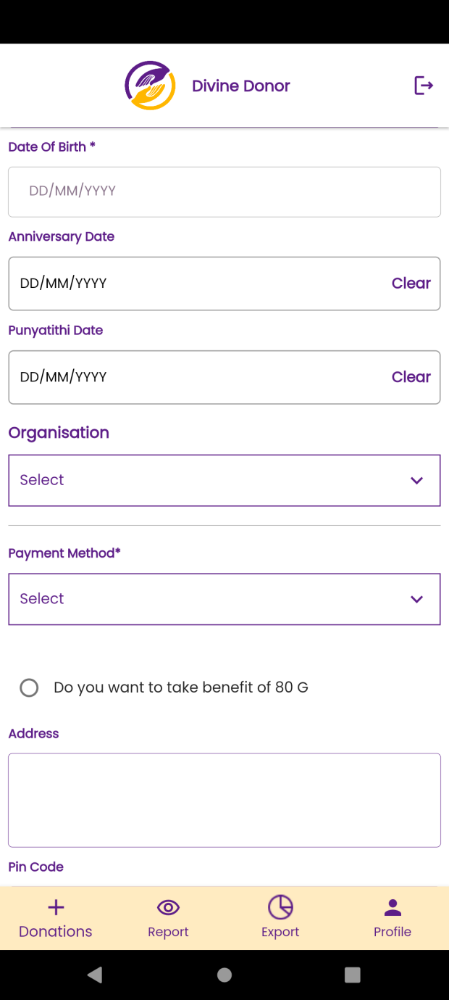 Divine Donor
Date Of Birth *
DD/MM/YYYY
Anniversary Date
DD/MM/YYYY Clear
Punyatithi Date
DD/MM/YYYY Clear
Organisation
Select
Payment Method*
Select
Do you want to take benefit of 80 G
Address
Pin Code
Donations Report Export Profile